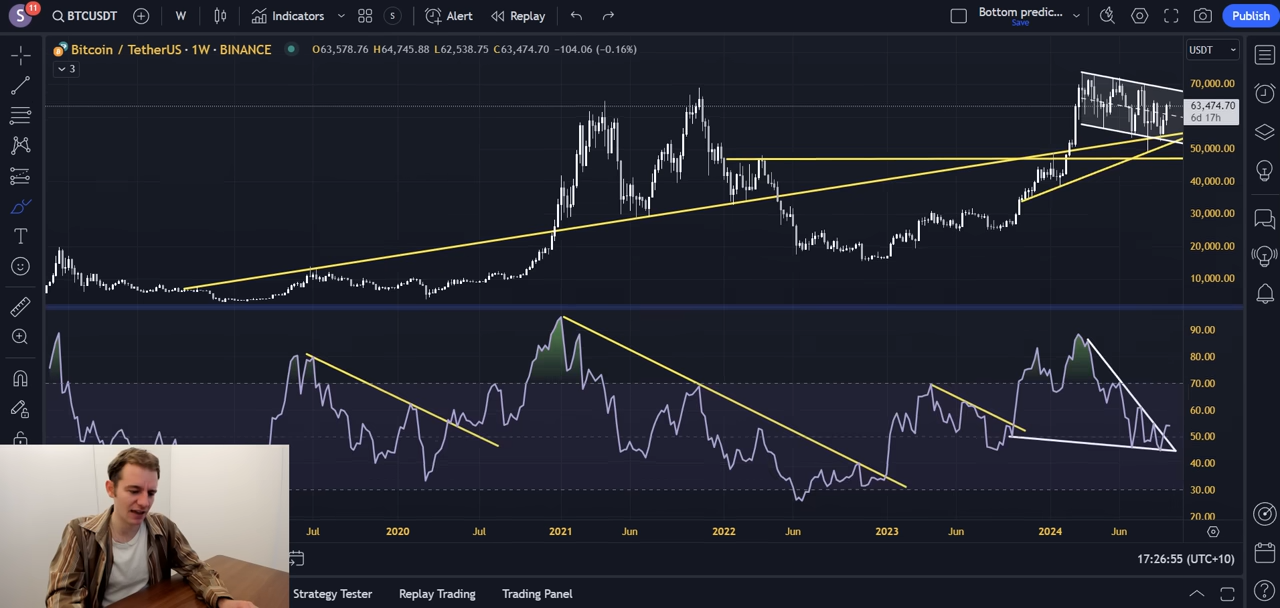 S 11 BTCUSDT W Indicators S Alert Replay Bottom predic... Save Publish
Bitcoin / TetherUS · 1W · BINANCE O63,578.76 H64,745.88 L62,538.75 C63,474.70 −104.06 (−0.16%) USDT
3
70,000.00
63,474.70
6d 17h
50,000.00
40,000.00
30,000.00
20,000.00
10,000.00
90.00
80.00
70.00
60.00
50.00
40.00
30.00
20.00
Jul 2020 Jul 2021 Jun 2022 Jun 2023 Jun 2024 Jun
17:26:55 (UTC+10)
Strategy Tester Replay Trading Trading Panel